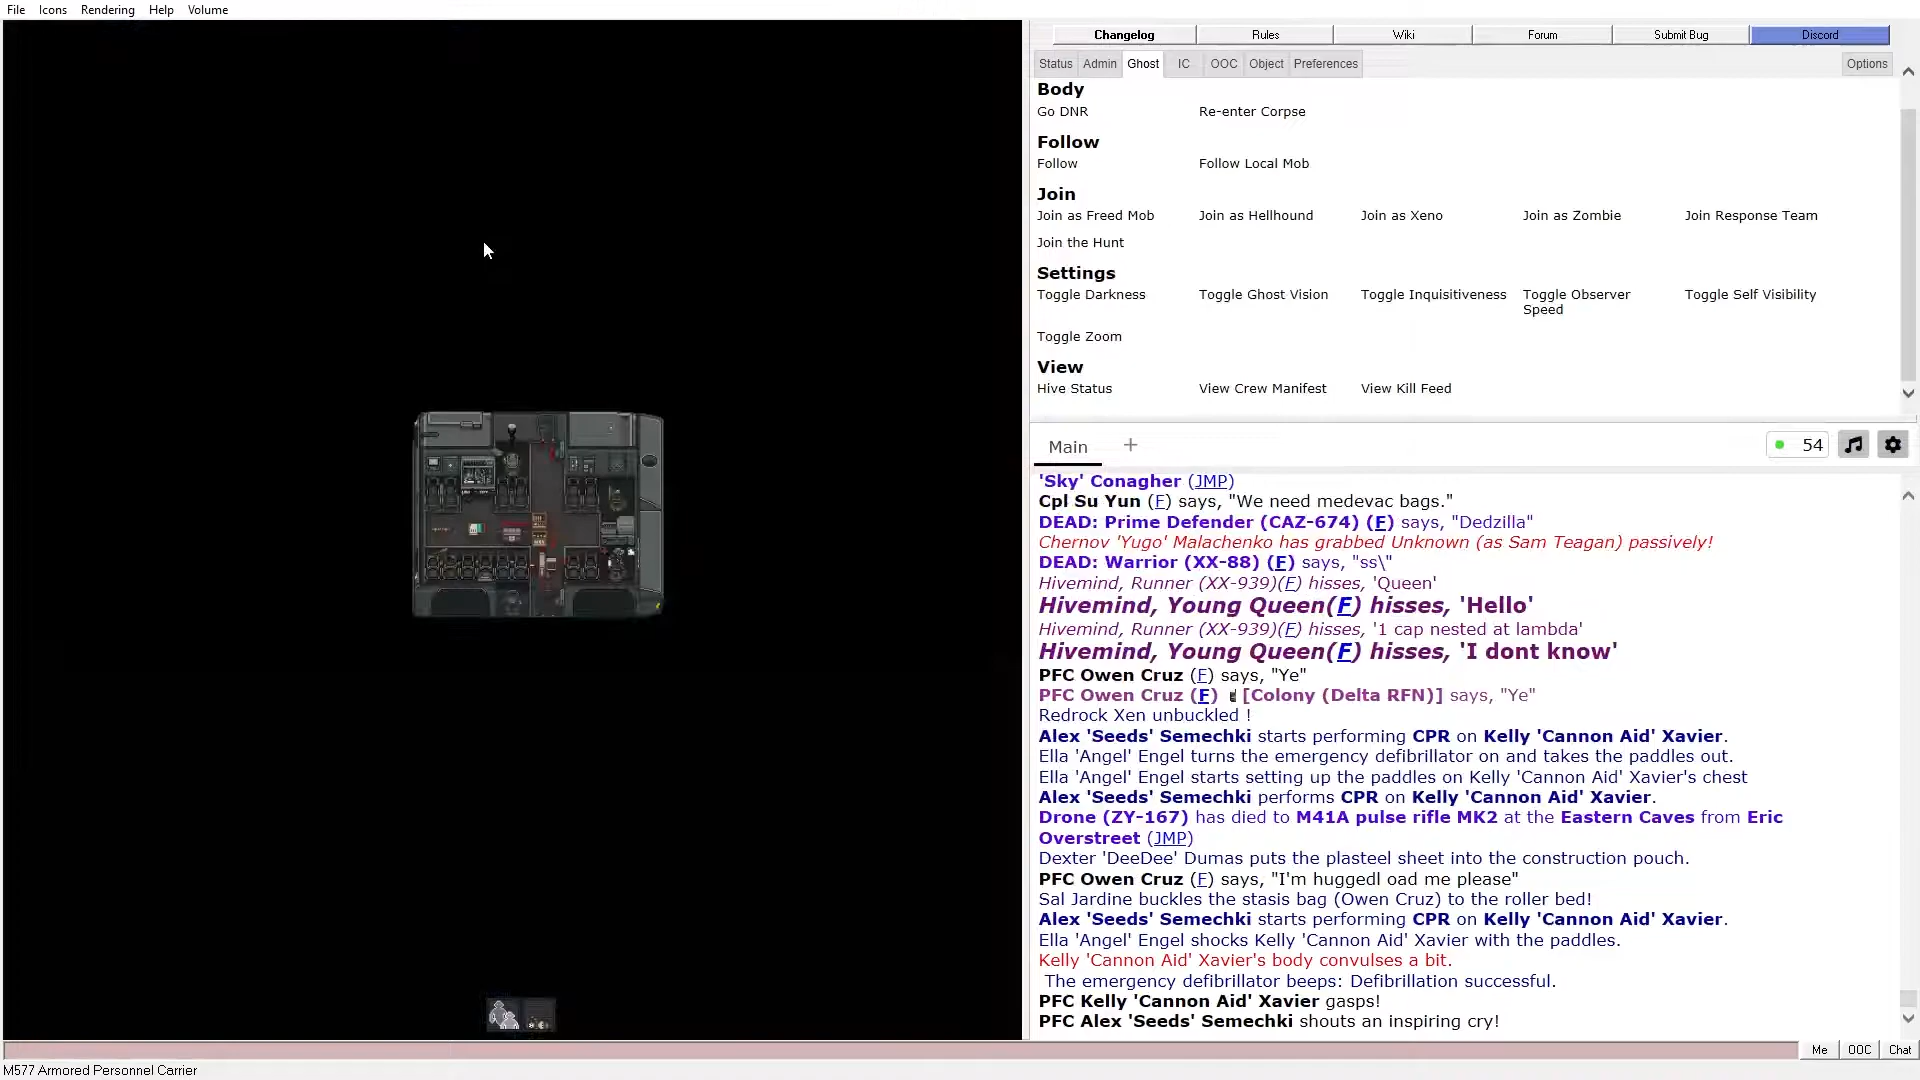 File Icons Rendering Help Volume
Changelog Rules Wiki Forum Submit Bug Discord
Status Admin Ghost IC OOC Object Preferences Options
Body
Go DNR Re-enter Corpse
Follow
Follow Follow Local Mob
Join
Join as Freed Mob Join as Hellhound Join as Xeno Join as Zombie Join Response Team
Join the Hunt
Settings
Toggle Darkness Toggle Ghost Vision Toggle Inquisitiveness Toggle Observer Speed Toggle Self Visibility
Toggle Zoom
View
Hive Status View Crew Manifest View Kill Feed
Main + 54
'Sky' Conagher (JMP)
Cpl Su Yun (F) says, "We need medevac bags."
DEAD: Prime Defender (CAZ-674) (F) says, "Dedzilla"
Chernov 'Yugo' Malachenko has grabbed Unknown (as Sam Teagan) passively!
DEAD: Warrior (XX-88) (F) says, "ss\"
Hivemind, Runner (XX-939)(F) hisses, 'Queen'
Hivemind, Young Queen(F) hisses, 'Hello'
Hivemind, Runner (XX-939)(F) hisses, '1 cap nested at lambda'
Hivemind, Young Queen(F) hisses, 'I dont know'
PFC Owen Cruz (F) says, "Ye"
PFC Owen Cruz (F) [Colony (Delta RFN)] says, "Ye"
Redrock Xen unbuckled !
Alex 'Seeds' Semechki starts performing CPR on Kelly 'Cannon Aid' Xavier.
Ella 'Angel' Engel turns the emergency defibrillator on and takes the paddles out.
Ella 'Angel' Engel starts setting up the paddles on Kelly 'Cannon Aid' Xavier's chest
Alex 'Seeds' Semechki performs CPR on Kelly 'Cannon Aid' Xavier.
Drone (ZY-167) has died to M41A pulse rifle MK2 at the Eastern Caves from Eric
Overstreet (JMP)
Dexter 'DeeDee' Dumas puts the plasteel sheet into the construction pouch.
PFC Owen Cruz (F) says, "I'm huggedl oad me please"
Sal Jardine buckles the stasis bag (Owen Cruz) to the roller bed!
Alex 'Seeds' Semechki starts performing CPR on Kelly 'Cannon Aid' Xavier.
Ella 'Angel' Engel shocks Kelly 'Cannon Aid' Xavier with the paddles.
Kelly 'Cannon Aid' Xavier's body convulses a bit.
The emergency defibrillator beeps: Defibrillation successful.
PFC Kelly 'Cannon Aid' Xavier gasps!
PFC Alex 'Seeds' Semechki shouts an inspiring cry!
Me OOC Chat
M577 Armored Personnel Carrier